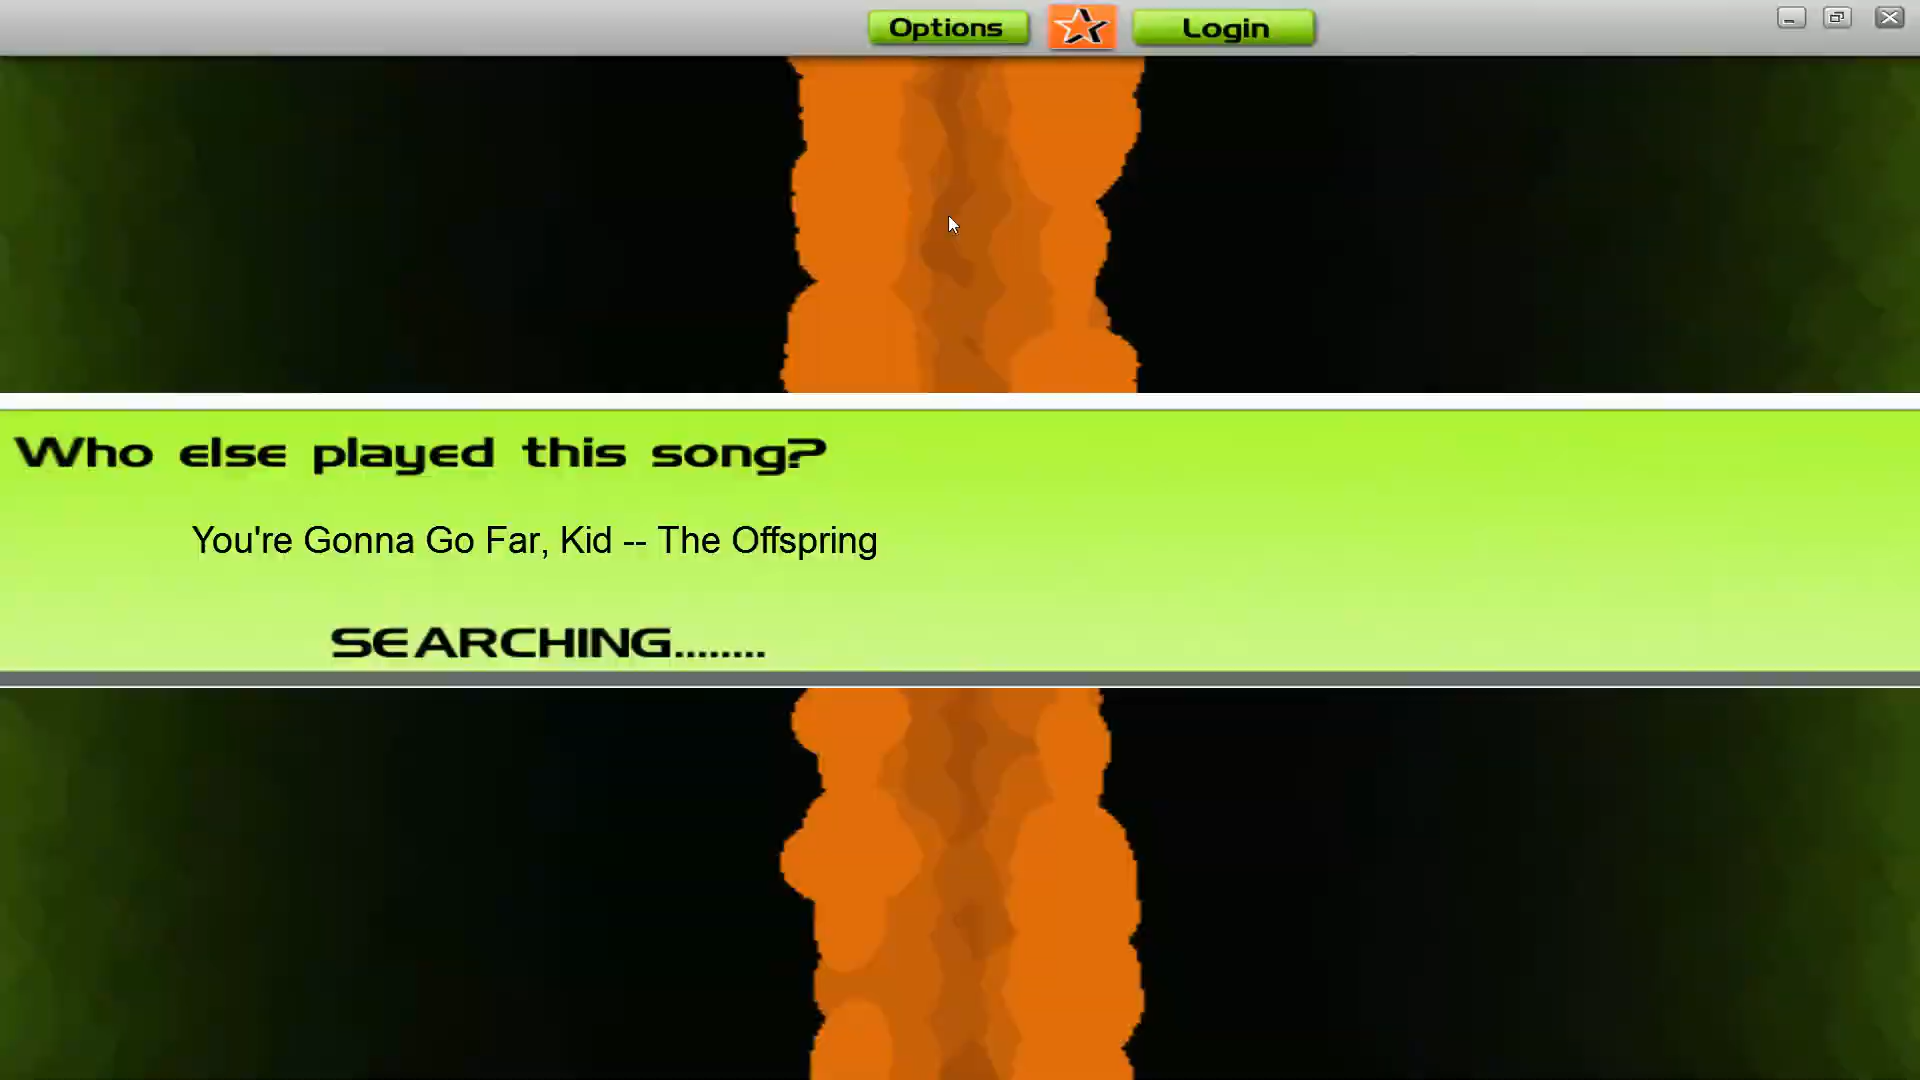 Options Login
Who else played this song?
You're Gonna Go Far, Kid -- The Offspring
SEARCHING........